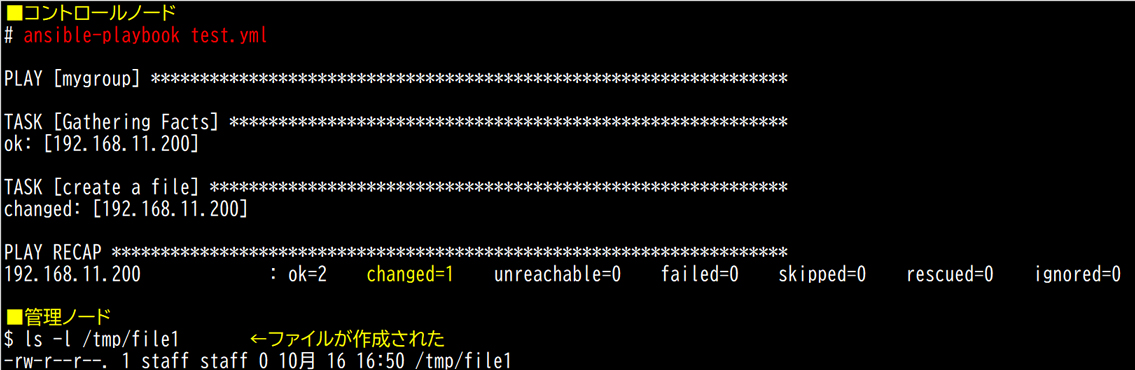 ■コントロールノード
# ansible-playbook test.yml
PLAY [mygroup] *****************************************************************
TASK [Gathering Facts] *********************************************************
ok: [192.168.11.200]
TASK [create a file] ***********************************************************
changed: [192.168.11.200]
PLAY RECAP *********************************************************************
192.168.11.200             : ok=2    changed=1    unreachable=0    failed=0    skipped=0    rescued=0    ignored=0
■管理ノード
$ ls -l /tmp/file1       ←ファイルが作成された
-rw-r--r--. 1 staff staff 0 10月 16 16:50 /tmp/file1